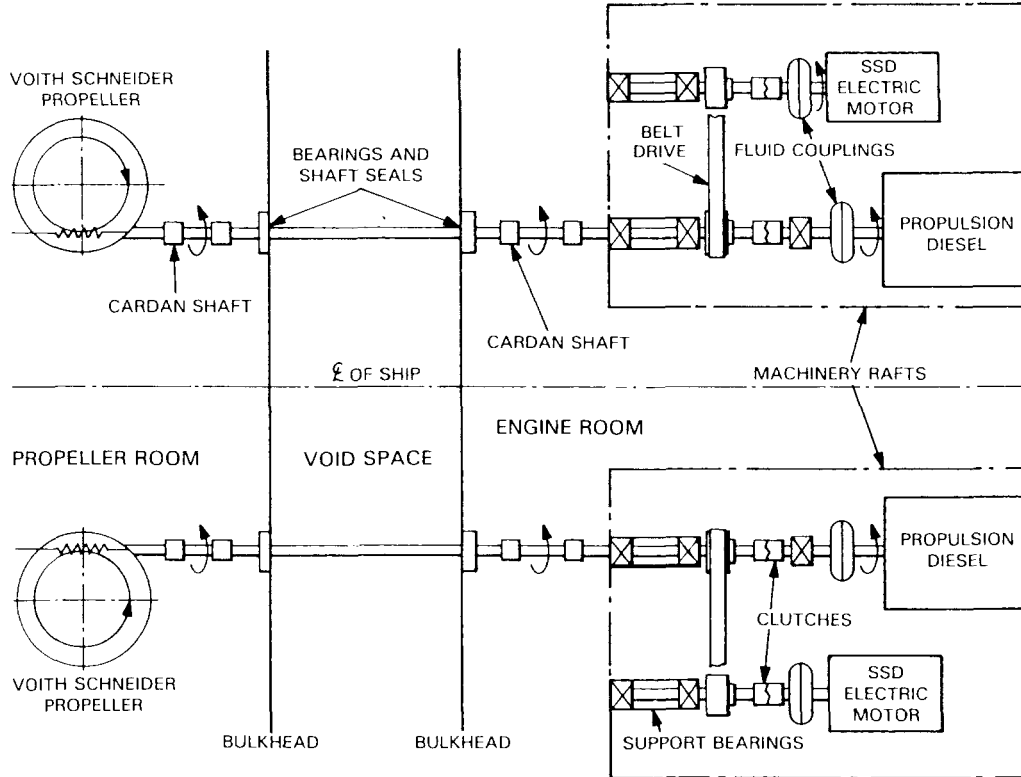 VOITH SCHNEIDER
PROPELLER
SSD
ELECTRIC
MOTOR
BEARINGS AND
SHAFT SEALS
BELT
DRIVE
FLUID COUPLINGS
PROPULSION
DIESEL
CARDAN SHAFT
CARDAN SHAFT
℄ OF SHIP
MACHINERY RAFTS
ENGINE ROOM
PROPELLER ROOM
VOID SPACE
PROPULSION
DIESEL
CLUTCHES
VOITH SCHNEIDER
PROPELLER
SSD
ELECTRIC
MOTOR
BULKHEAD
BULKHEAD
SUPPORT BEARINGS